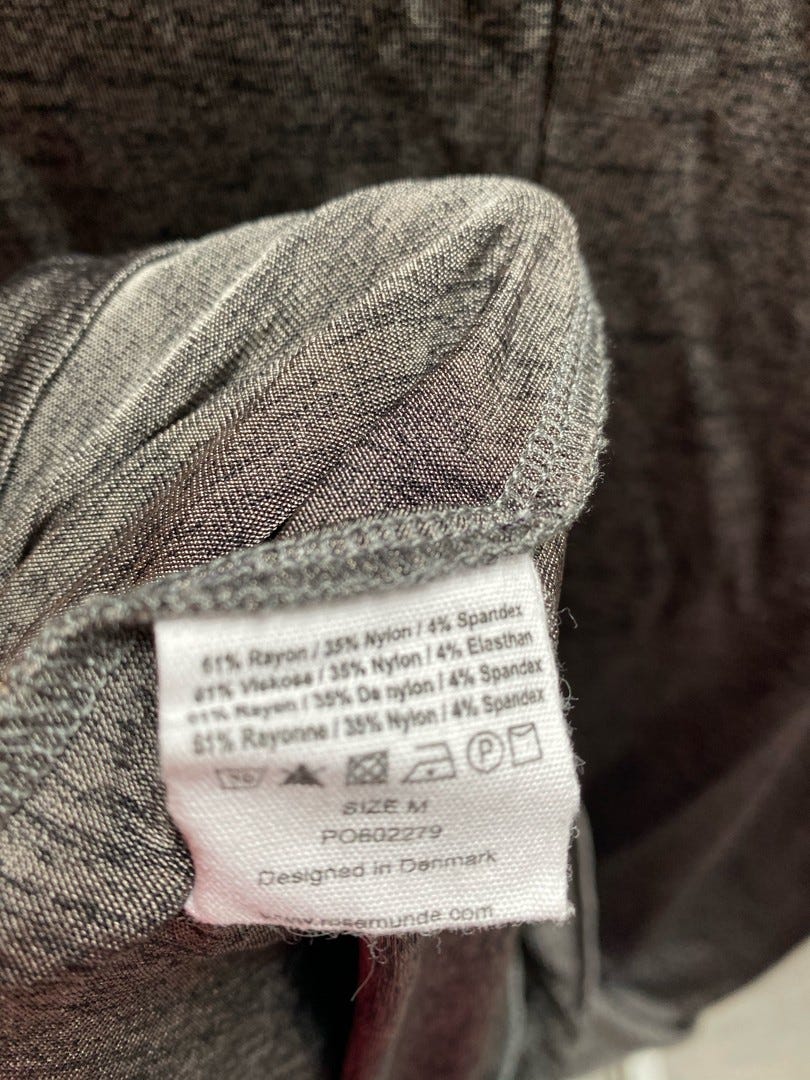 61% Rayon / 35% Nylon / 4% Spandex
61% Viskose / 35% Nylon / 4% Elasthan
61% Rayen / 35% De nylon / 4% Spandex
61% Rayonne / 35% Nylon / 4% Spandex
P
SIZE M
PO602279
Designed in Denmark
www.rosemunde.com